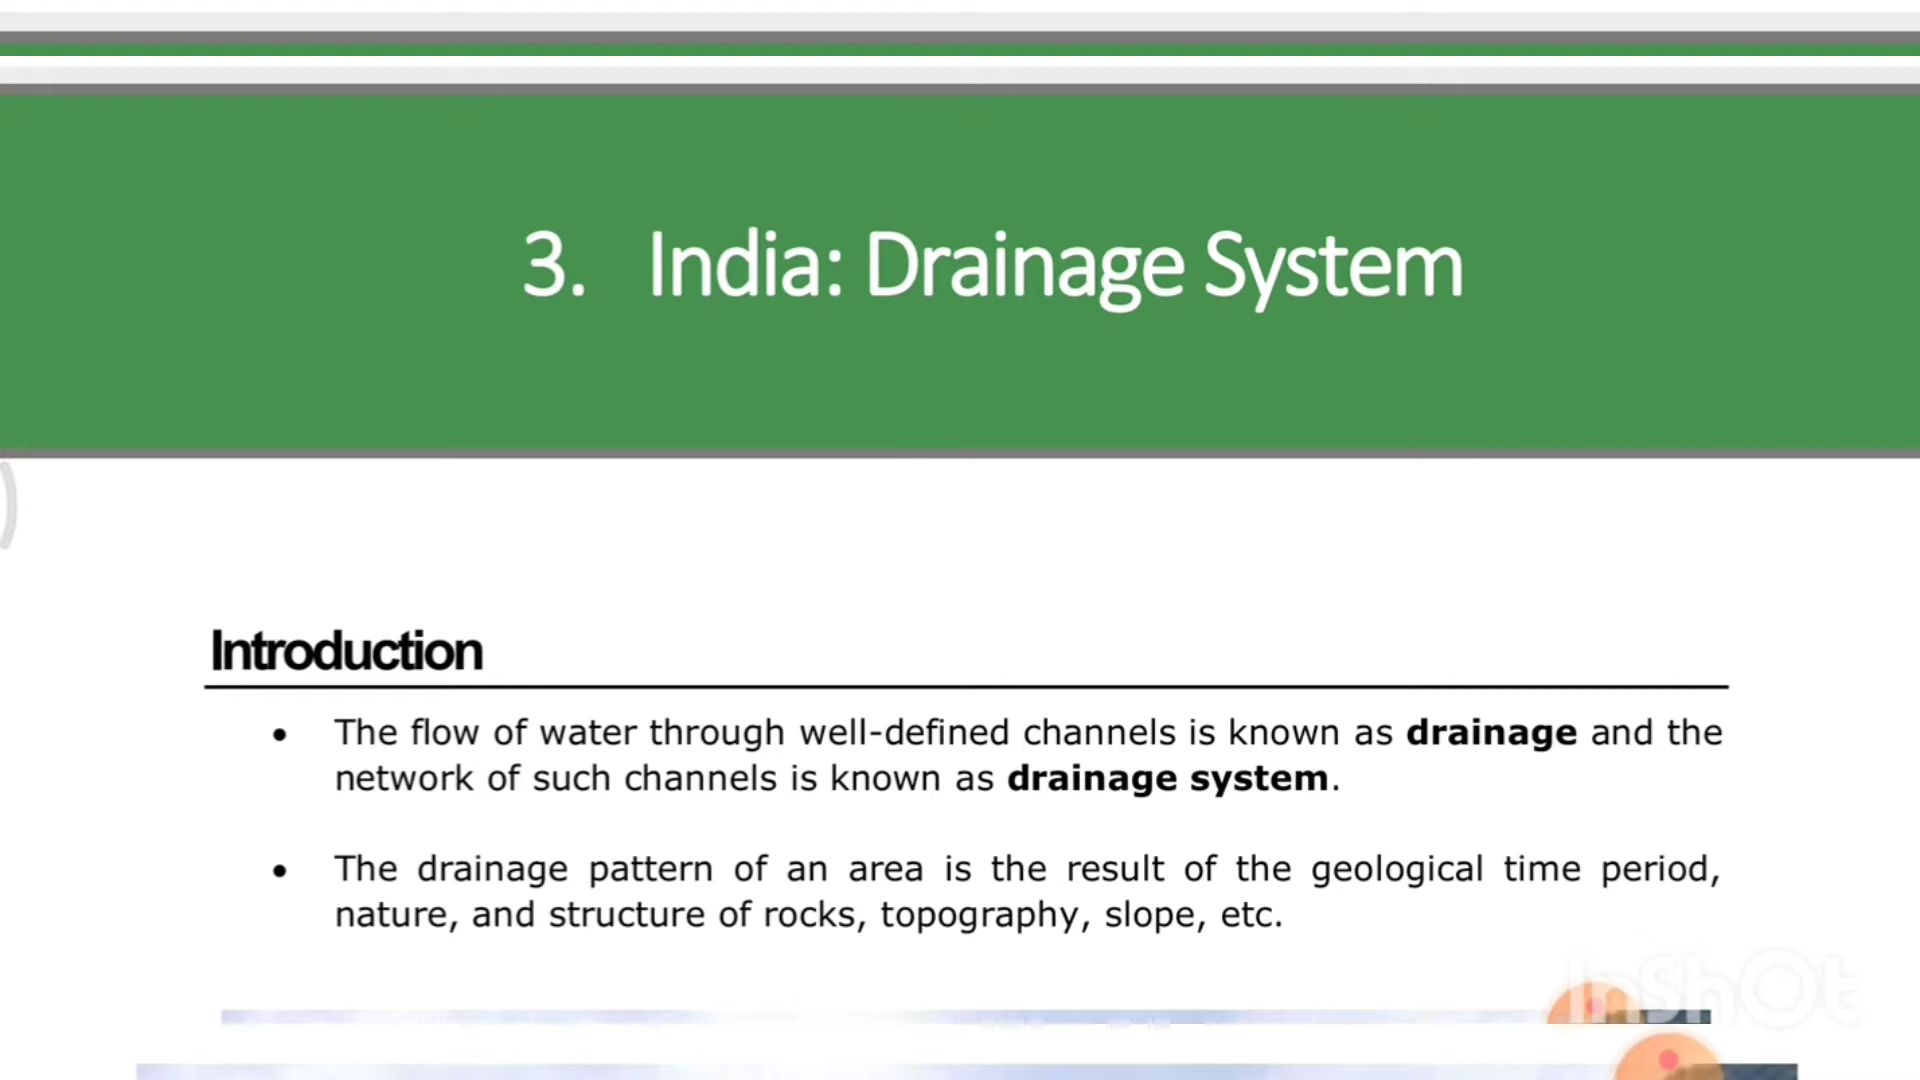 3. India: Drainage System
Introduction
• The flow of water through well-defined channels is known as drainage and the
network of such channels is known as drainage system.
• The drainage pattern of an area is the result of the geological time period,
nature, and structure of rocks, topography, slope, etc.
InShOt